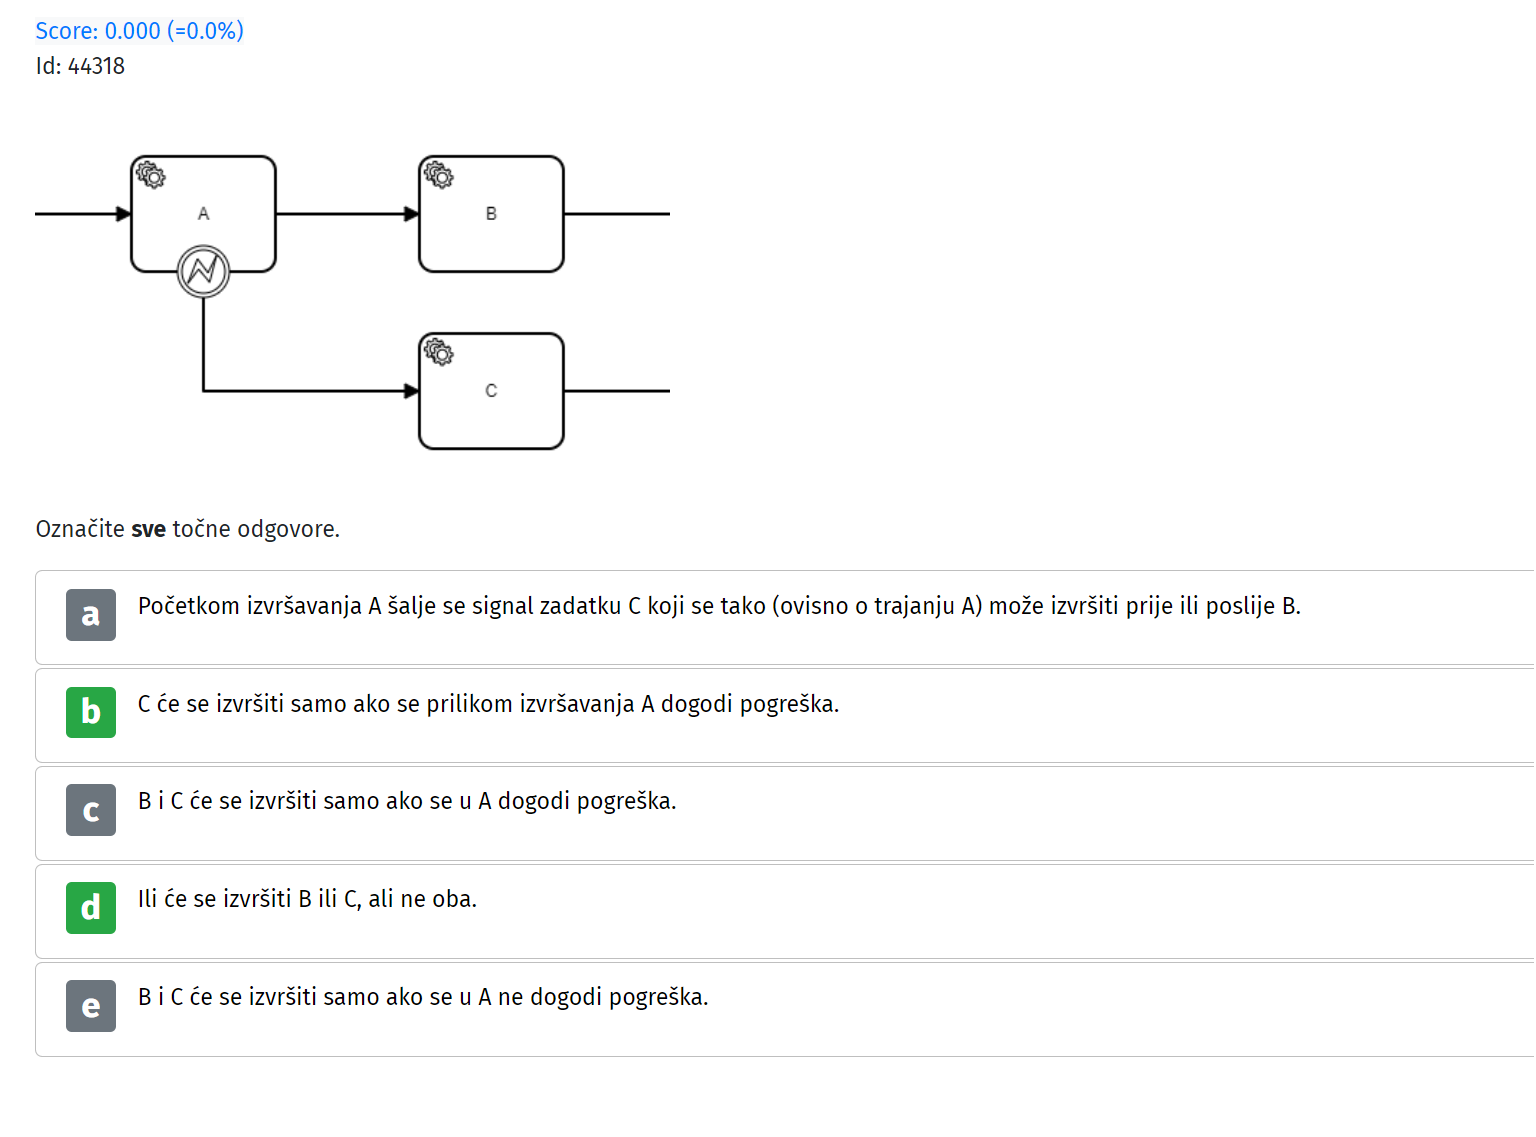 Score: 0.000 (=0.0%)
Id: 44318
A
B
C
Označite sve točne odgovore.
a Početkom izvršavanja A šalje se signal zadatku C koji se tako (ovisno o trajanju A) može izvršiti prije ili poslije B.
b C će se izvršiti samo ako se prilikom izvršavanja A dogodi pogreška.
c B i C će se izvršiti samo ako se u A dogodi pogreška.
d Ili će se izvršiti B ili C, ali ne oba.
e B i C će se izvršiti samo ako se u A ne dogodi pogreška.